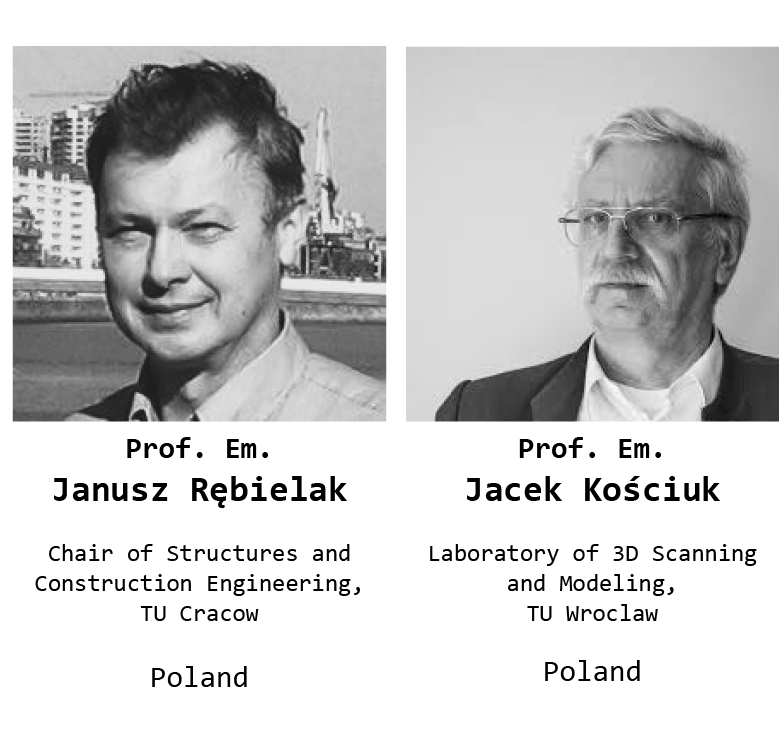 Prof. Em.
Janusz Rębielak
Chair of Structures and
Construction Engineering,
TU Cracow
Poland
Prof. Em.
Jacek Kościuk
Laboratory of 3D Scanning
and Modeling,
TU Wroclaw
Poland